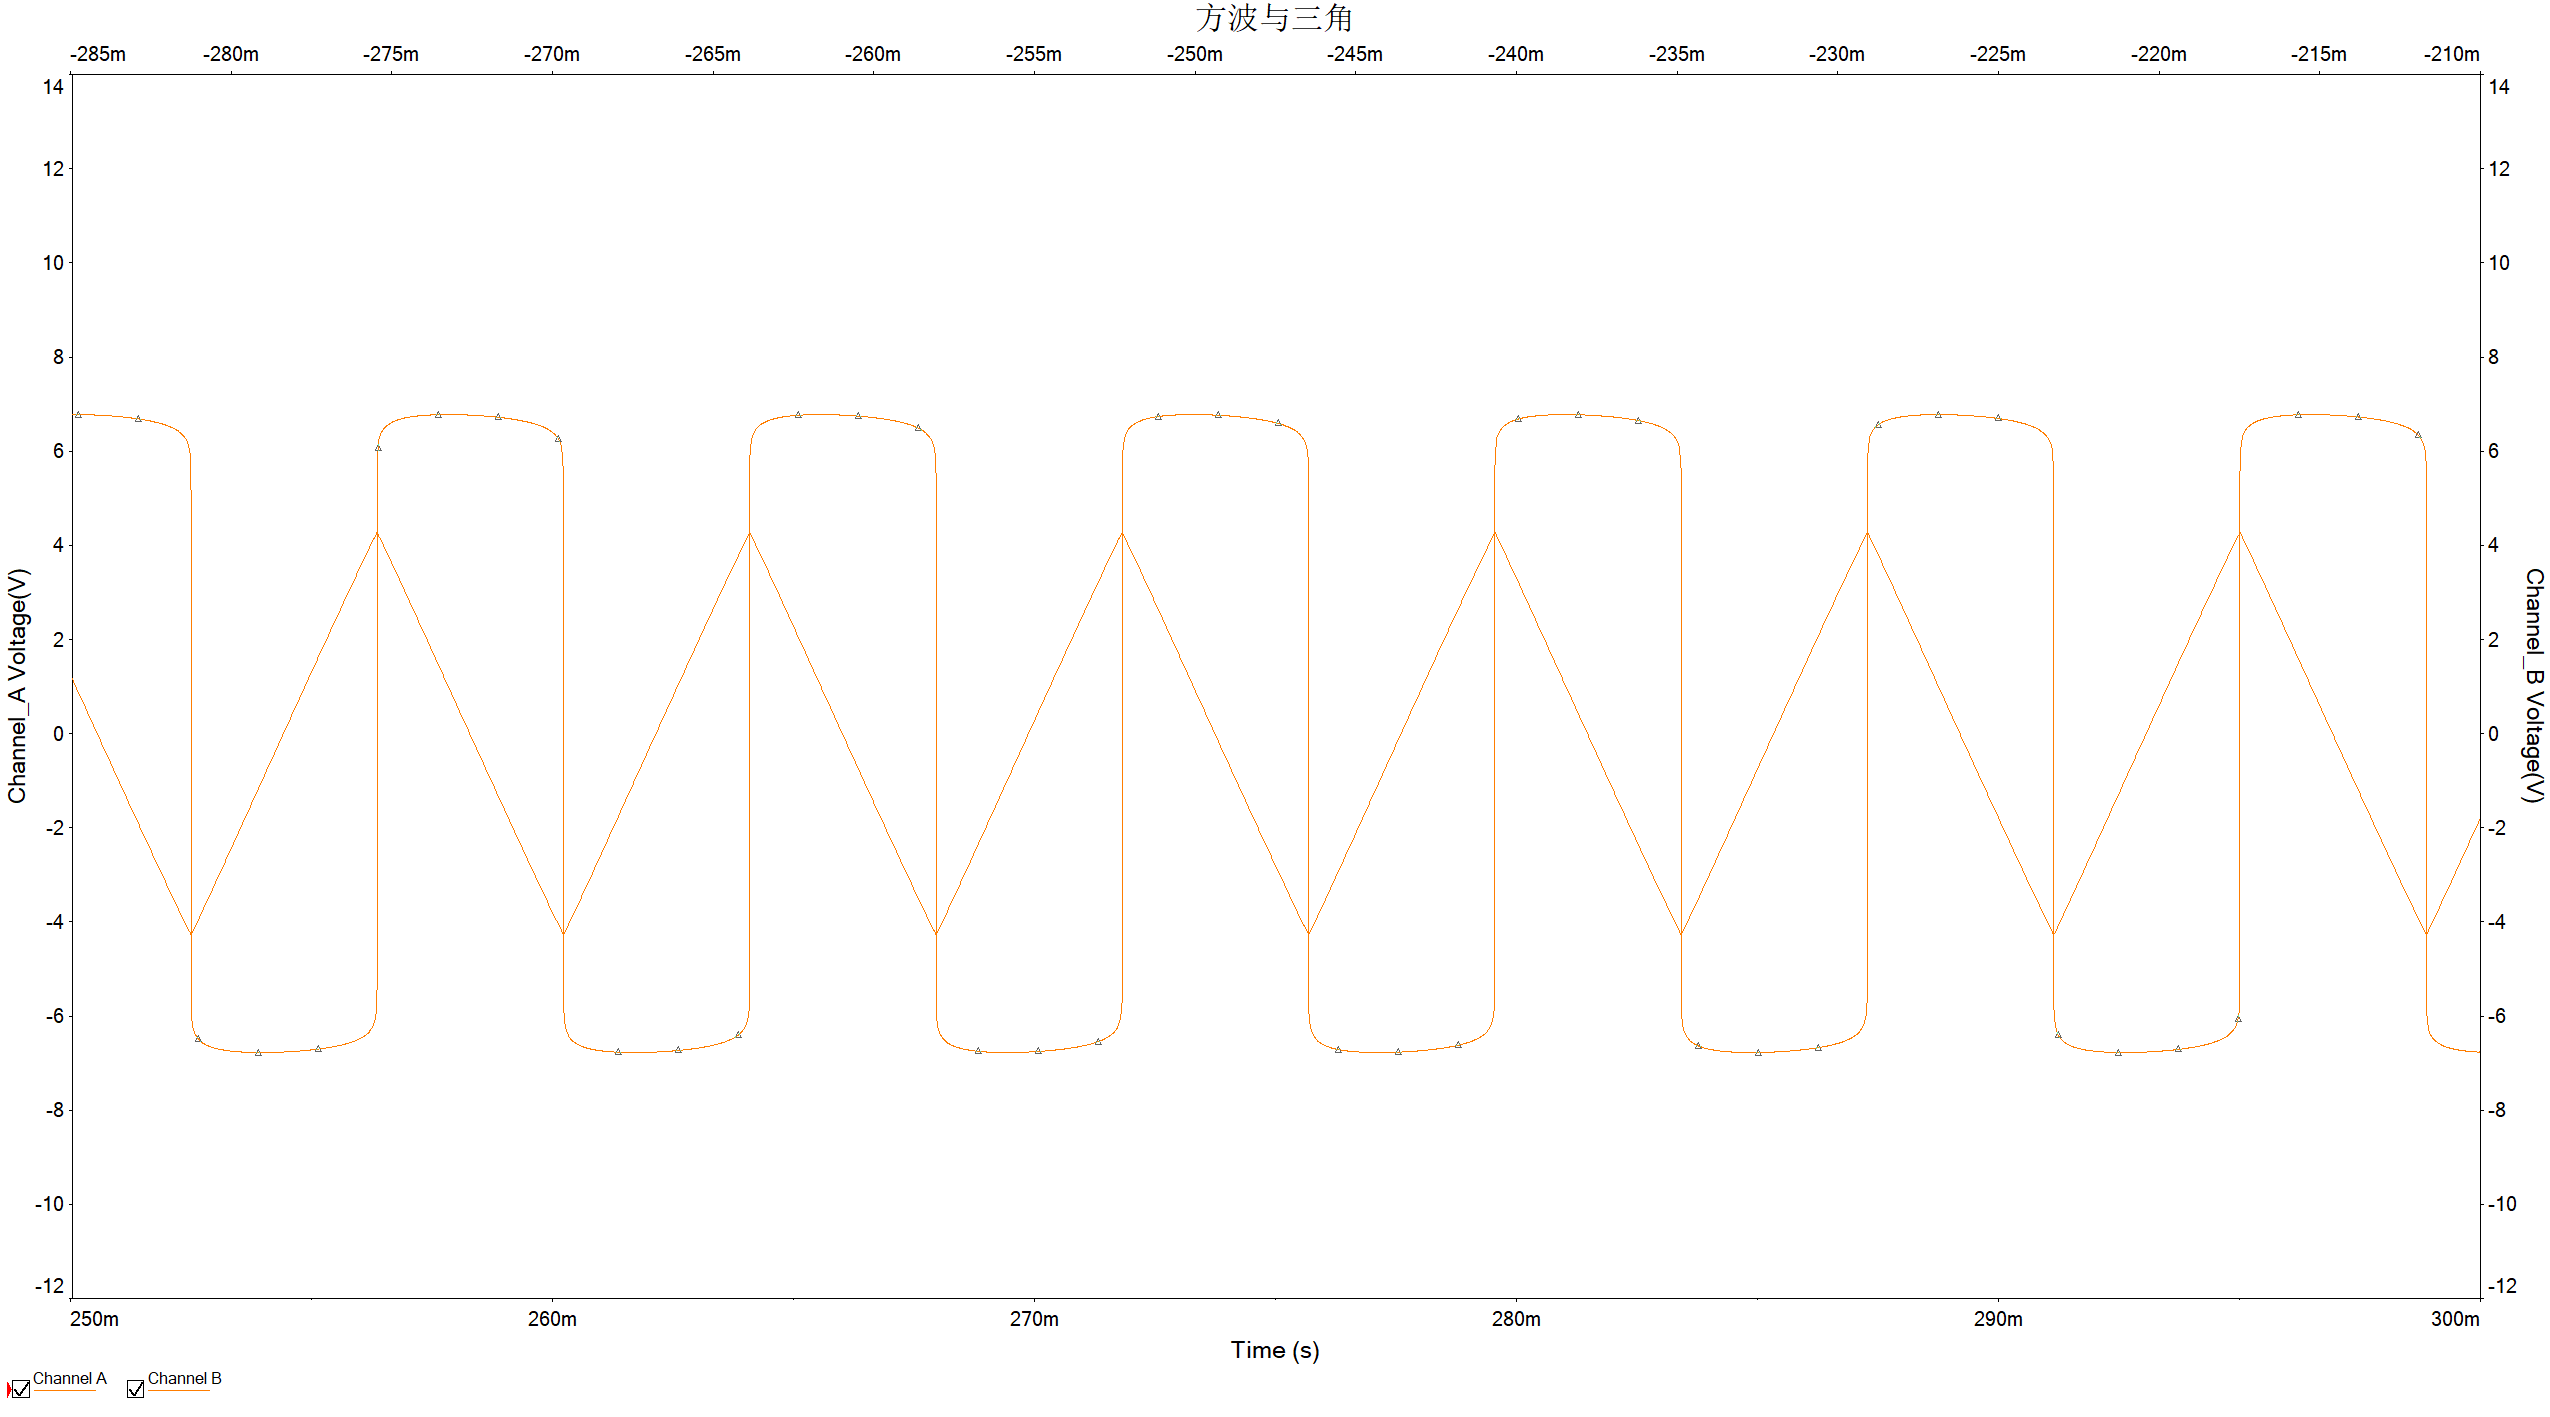 方波与三角
-285m -280m -275m -270m -265m -260m -255m -250m -245m -240m -235m -230m -225m -220m -215m -210m
14 14
12 12
10 10
8 8
6 6
4 4
2 2
0 0
-2 -2
-4 -4
-6 -6
-8 -8
-10 -10
-12 -12
Channel_A Voltage(V)
Channel_B Voltage(V)
250m 260m 270m 280m 290m 300m
Time (s)
Channel A Channel B